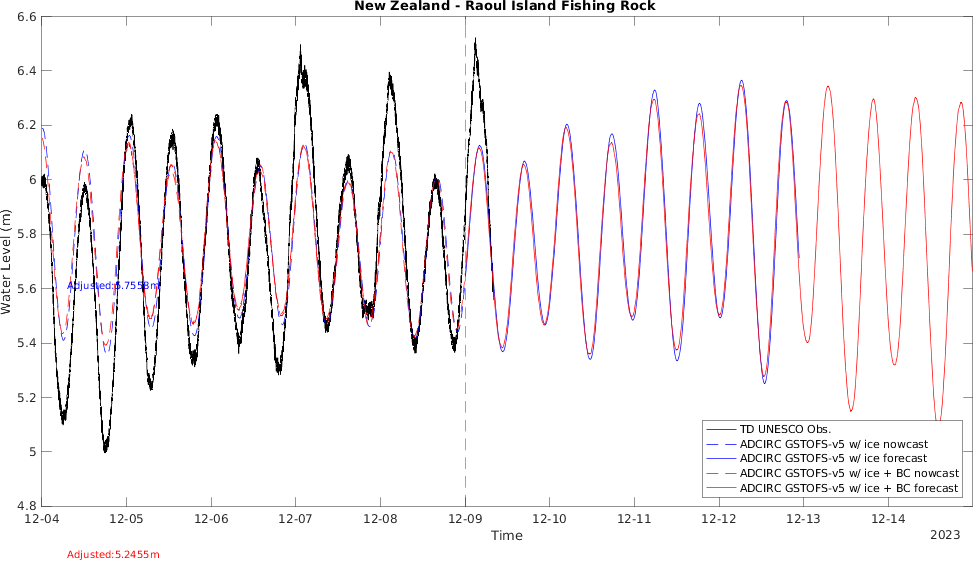 New Zealand - Raoul Island Fishing Rock
6.6
6.4
6.2
6
5.8
5.6
5.4
5.2
5
4.8
Water Level (m)
Adjusted:5.7558m
TD UNESCO Obs.
ADCIRC GSTOFS-v5 w/ ice nowcast
ADCIRC GSTOFS-v5 w/ ice forecast
ADCIRC GSTOFS-v5 w/ ice + BC nowcast
ADCIRC GSTOFS-v5 w/ ice + BC forecast
12-04 12-05 12-06 12-07 12-08 12-09 12-10 12-11 12-12 12-13 12-14
Time
2023
Adjusted:5.2455m